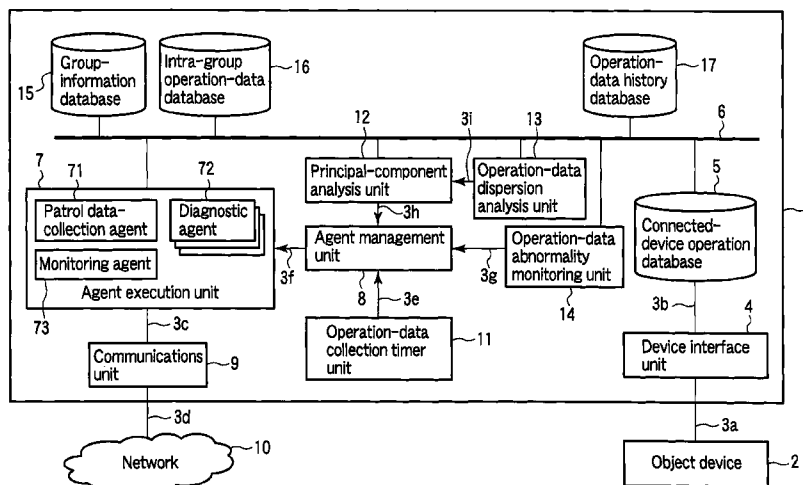 15
Group-
information
database
Intra-group
operation-data
database
16
Operation-
data history
database
17
6
12
3i
13
7
71
72
Patrol data-
collection agent
Diagnostic
agent
Monitoring agent
Agent execution unit
73
Principal-component
analysis unit
Operation-data
dispersion analysis unit
3h
Agent management
unit
8
3f
3g
Operation-data
abnormality monitoring unit
14
5
Connected-
device operation
database
3e
3b
4
3c
Communications
unit
9
Operation-data
collection timer
unit
11
Device interface
unit
3d
10
Network
3a
Object device
2